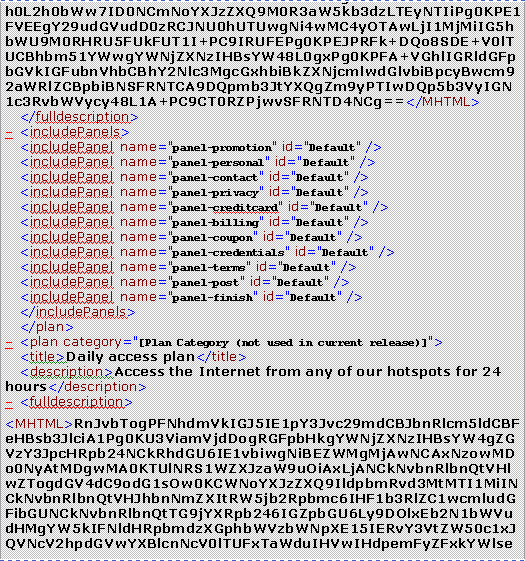 h0L2h0bWw7ID0NCmNoYXJzZXQ9M0R3aW5kb3dzLTEyNTIiPg0KPE1
FVEEgY29udGVudD0zRCJNU0hUTUwgNi4wMC4yOTAwLjI1MjMiIG5h
bWU9M0RHRU5FUkFUT1I+PC9IRUFEPg0KPEJPRFk+DQo8SDE+V0lT
UCBhbm51YWwgYWNjZXNzIHBsYW48L0gxPg0KPFA+VGhlIGRldGFp
bGVkIGFubnVhbCBhY2Nlc3MgcGxhbiBkZXNjcmlwdGlvbiBpcyBwcm92
aWRlZCBpbiBNSFRNTCA9DQpmb3JtYXQgZm9yPTIwDQp5b3VyIGN1
c3RvbWVycy48L1A+PC9CT0RZPjwvSFRNTD4NCg==</MHTML>
</fulldescription>
- <includePanels>
<includePanel name="panel-promotion" id="Default" />
<includePanel name="panel-personal" id="Default" />
<includePanel name="panel-contact" id="Default" />
<includePanel name="panel-privacy" id="Default" />
<includePanel name="panel-creditcard" id="Default" />
<includePanel name="panel-billing" id="Default" />
<includePanel name="panel-coupon" id="Default" />
<includePanel name="panel-credentials" id="Default" />
<includePanel name="panel-terms" id="Default" />
<includePanel name="panel-post" id="Default" />
<includePanel name="panel-finish" id="Default" />
</includePanels>
</plan>
- <plan category="[Plan Category (not used in current release)]">
<title>Daily access plan</title>
<description>Access the Internet from any of our hotspots for 24
hours</description>
- <fulldescription>
<MHTML>RnJvbTogPFNhdmVkIGJ5IE1pY3Jvc29mdCBJbnRlcm5ldCBF
eHBsb3JlciA1Pg0KU3ViamVjdDogRGFpbHkgYWNjZXNzIHBsYW4gZG
VzY3JpcHRpb24NCkRhdGU6IE1vbiwgNiBEZWMgMjAwNCAxNzowMD
o0NyAtMDgwMA0KTUlNRS1WZXJzaW9uOiAxLjANCkNvbnRlbnQtVHl
wZTogdGV4dC9odG1sOw0KCWNoYXJzZXQ9IldpbmRvd3MtMTI1MiIN
CkNvbnRlbnQtVHJhbnNmZXItRW5jb2Rpbmc6IHF1b3RlZC1wcmludG
FibGUNCkNvbnRlbnQtTG9jYXRpb246IGZpbGU6Ly9DOlxEb2N1bWVu
dHMgYW5kIFNldHRpbmdzXGphbWVzbWNpXE15IERvY3VtZW50c1xJ
QVNcV2hpdGVwYXBlcnNcV0lTUFxTaWduIHVwIHdpemFyZFxkYWlse